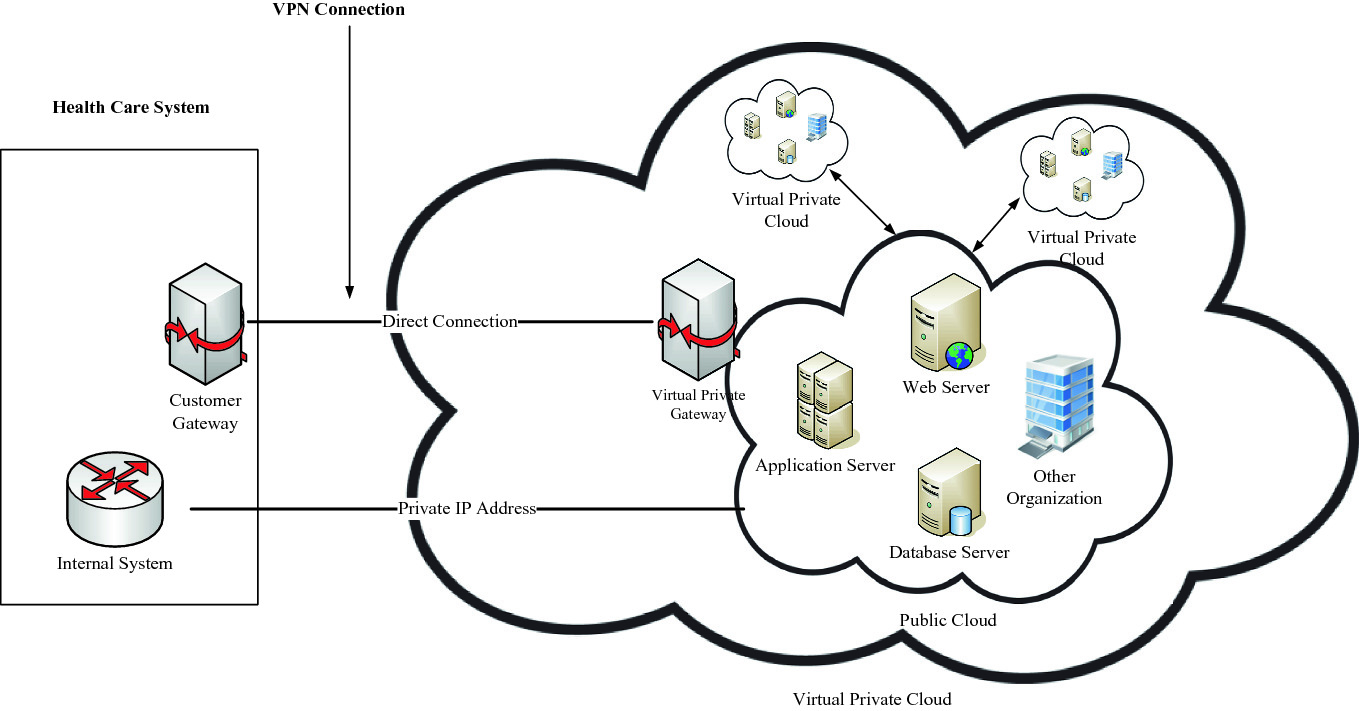 VPN Connection
Health Care System
Virtual Private
Cloud
Virtual Private
Cloud
Direct Connection
Customer
Gateway
Virtual Private
Gateway
Web Server
Application Server
Other
Organization
Private IP Address
Internal System
Database Server
Public Cloud
Virtual Private Cloud